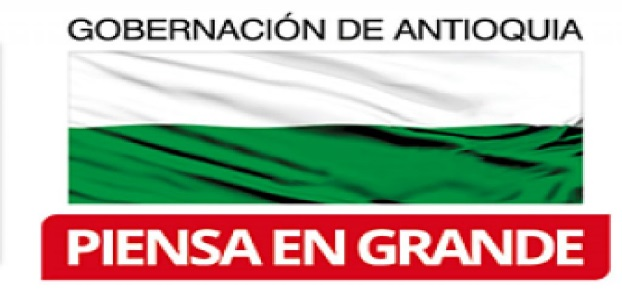 GOBERNACIÓN DE ANTIOQUIA
PIENSA EN GRANDE